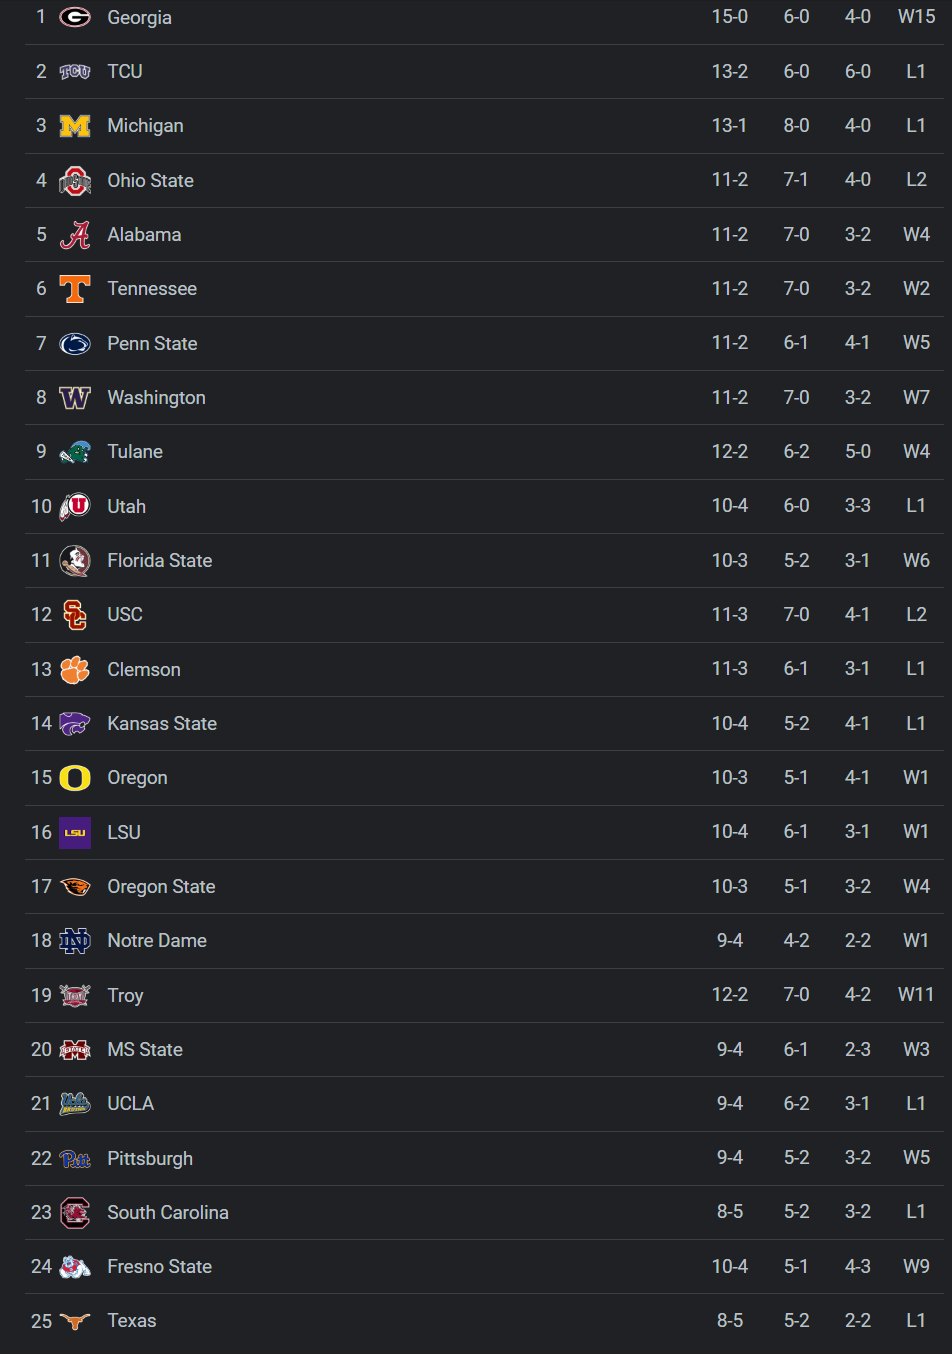 1 Georgia 15-0 6-0 4-0 W15
2 TCU TCU 13-2 6-0 6-0 L1
3 M Michigan 13-1 8-0 4-0 L1
4 Ohio State 11-2 7-1 4-0 L2
5 A Alabama 11-2 7-0 3-2 W4
6 T Tennessee 11-2 7-0 3-2 W2
7 Penn State 11-2 6-1 4-1 W5
8 W Washington 11-2 7-0 3-2 W7
9 Tulane 12-2 6-2 5-0 W4
10 U Utah 10-4 6-0 3-3 L1
11 Florida State 10-3 5-2 3-1 W6
12 SC USC 11-3 7-0 4-1 L2
13 Clemson 11-3 6-1 3-1 L1
14 Kansas State 10-4 5-2 4-1 L1
15 O Oregon 10-3 5-1 4-1 W1
16 LSU LSU 10-4 6-1 3-1 W1
17 Oregon State 10-3 5-1 3-2 W4
18 ND Notre Dame 9-4 4-2 2-2 W1
19 Troy 12-2 7-0 4-2 W11
20 MS State 9-4 6-1 2-3 W3
21 UCLA 9-4 6-2 3-1 L1
22 Pitt Pittsburgh 9-4 5-2 3-2 W5
23 South Carolina 8-5 5-2 3-2 L1
24 Fresno State 10-4 5-1 4-3 W9
25 Texas 8-5 5-2 2-2 L1